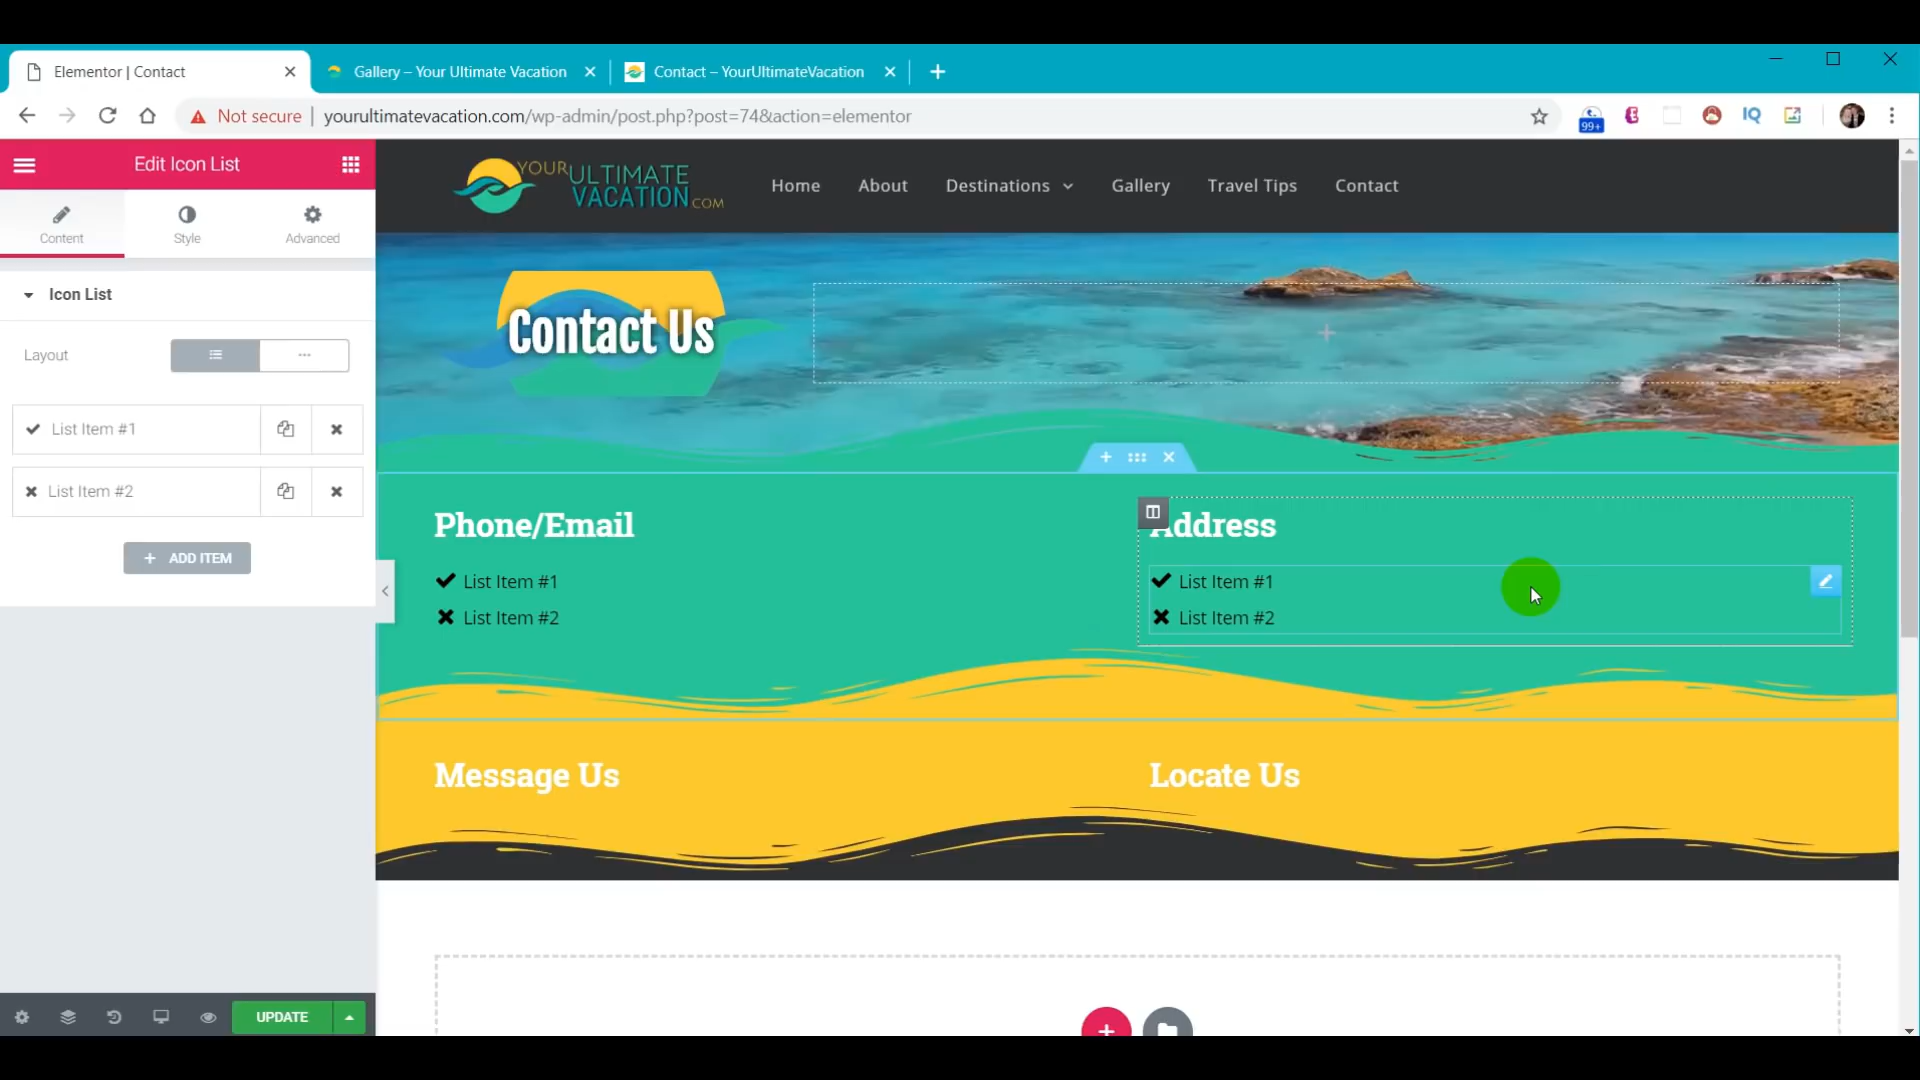 Elementor | Contact
Gallery – Your Ultimate Vacation
Contact – YourUltimateVacation
Not secure
yourultimatevacation.com/wp-admin/post.php?post=74&action=elementor
99+
IQ
Edit Icon List
YOUR ULTIMATE VACATION .COM
Home
About
Destinations
Gallery
Travel Tips
Contact
Content
Style
Advanced
Icon List
Layout
List Item #1
List Item #2
ADD ITEM
Contact Us
Phone/Email
List Item #1
List Item #2
Address
List Item #1
List Item #2
Message Us
Locate Us
UPDATE